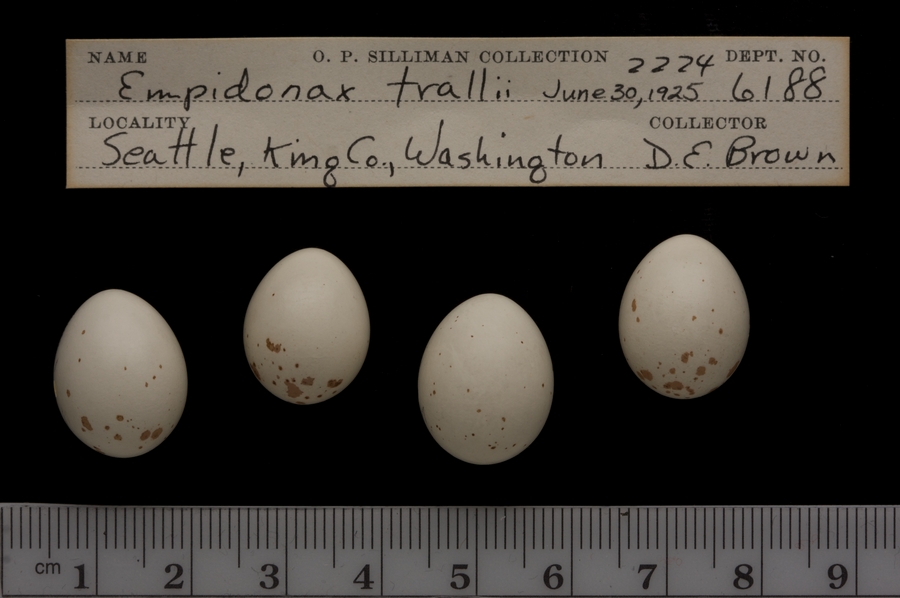 NAME O. P. SILLIMAN COLLECTION 2224 DEPT. NO.
Empidonax trallii June 30, 1925 6188
LOCALITY COLLECTOR
Seattle, King Co., Washington D.E. Brown
cm 1 2 3 4 5 6 7 8 9